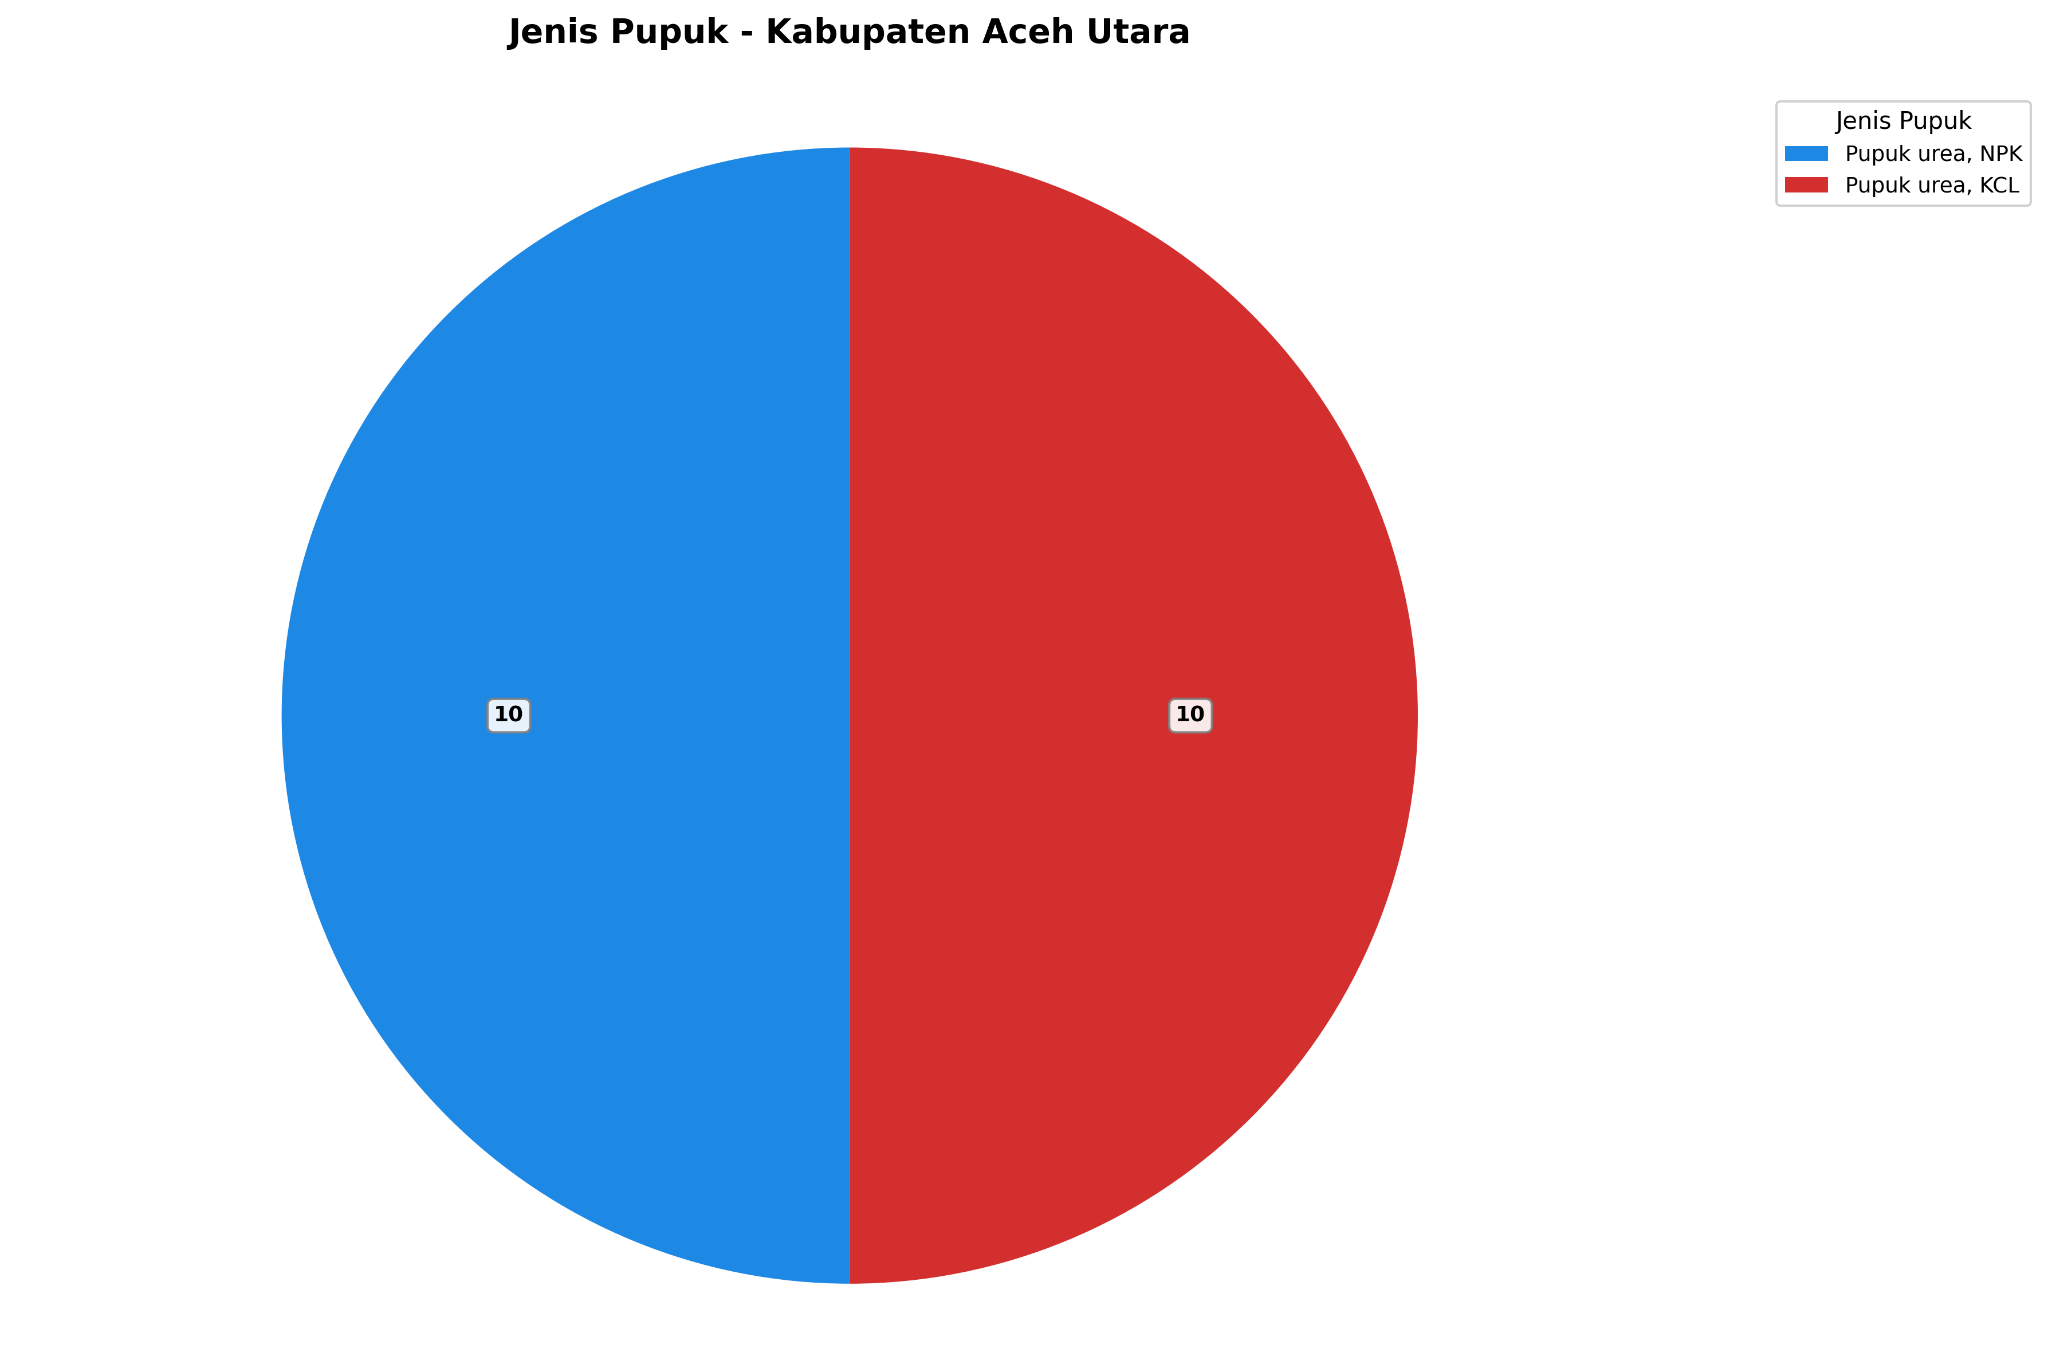 Jenis Pupuk - Kabupaten Aceh Utara
Jenis Pupuk
Pupuk urea, NPK
Pupuk urea, KCL
10
10